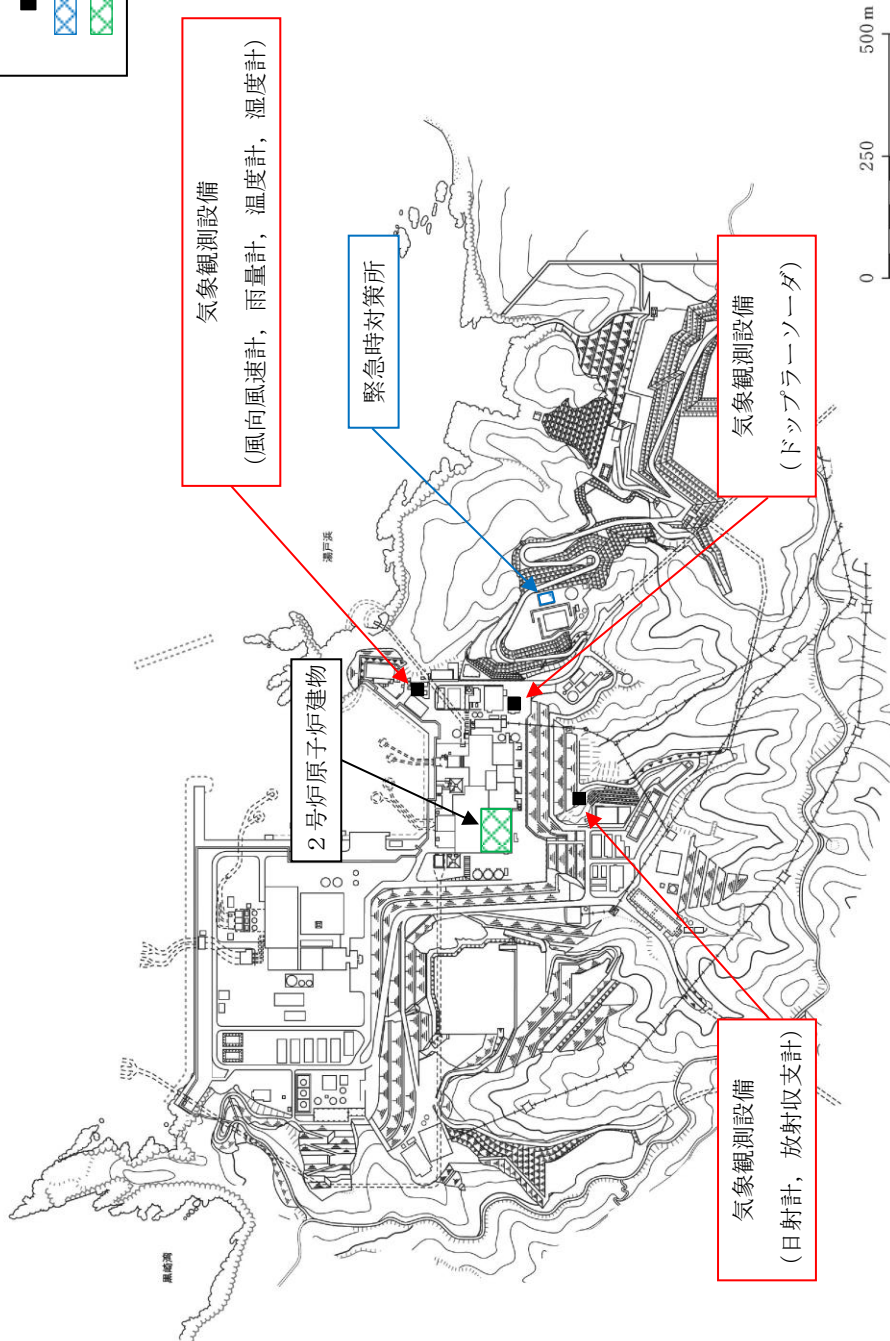 気象観測設備
(風向風速計, 雨量計, 温度計, 湿度計)
緊急時対策所
気象観測設備
(ドップラーソーダ)
2号炉原子炉建物
気象観測設備
(日射計, 放射収支計)
湯戸浜
黒崎湾
0 250 500 m